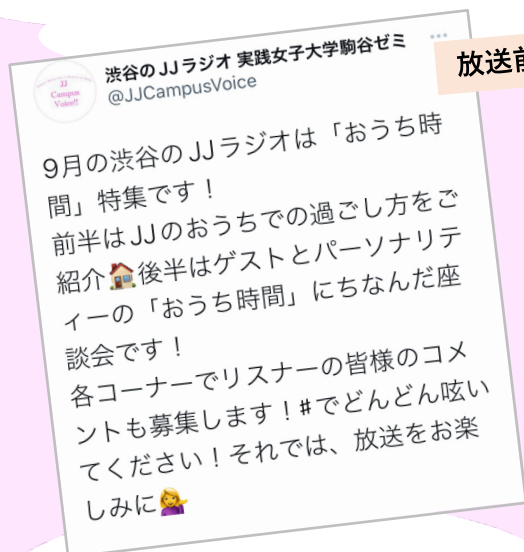 渋谷のJJラジオ 実践女子大学駒谷ゼミ
@JJCampusVoice
JJ
Campus
Voice!!
放送前
9月の渋谷のJJラジオは「おうち時
間」特集です！
前半はJJのおうちでの過ごし方をご
紹介🏠後半はゲストとパーソナリテ
ィーの「おうち時間」にちなんだ座
談会です！
各コーナーでリスナーの皆様のコメ
ントも募集します！#でどんどん呟い
てください！それでは、放送をお楽
しみに💁‍♀️